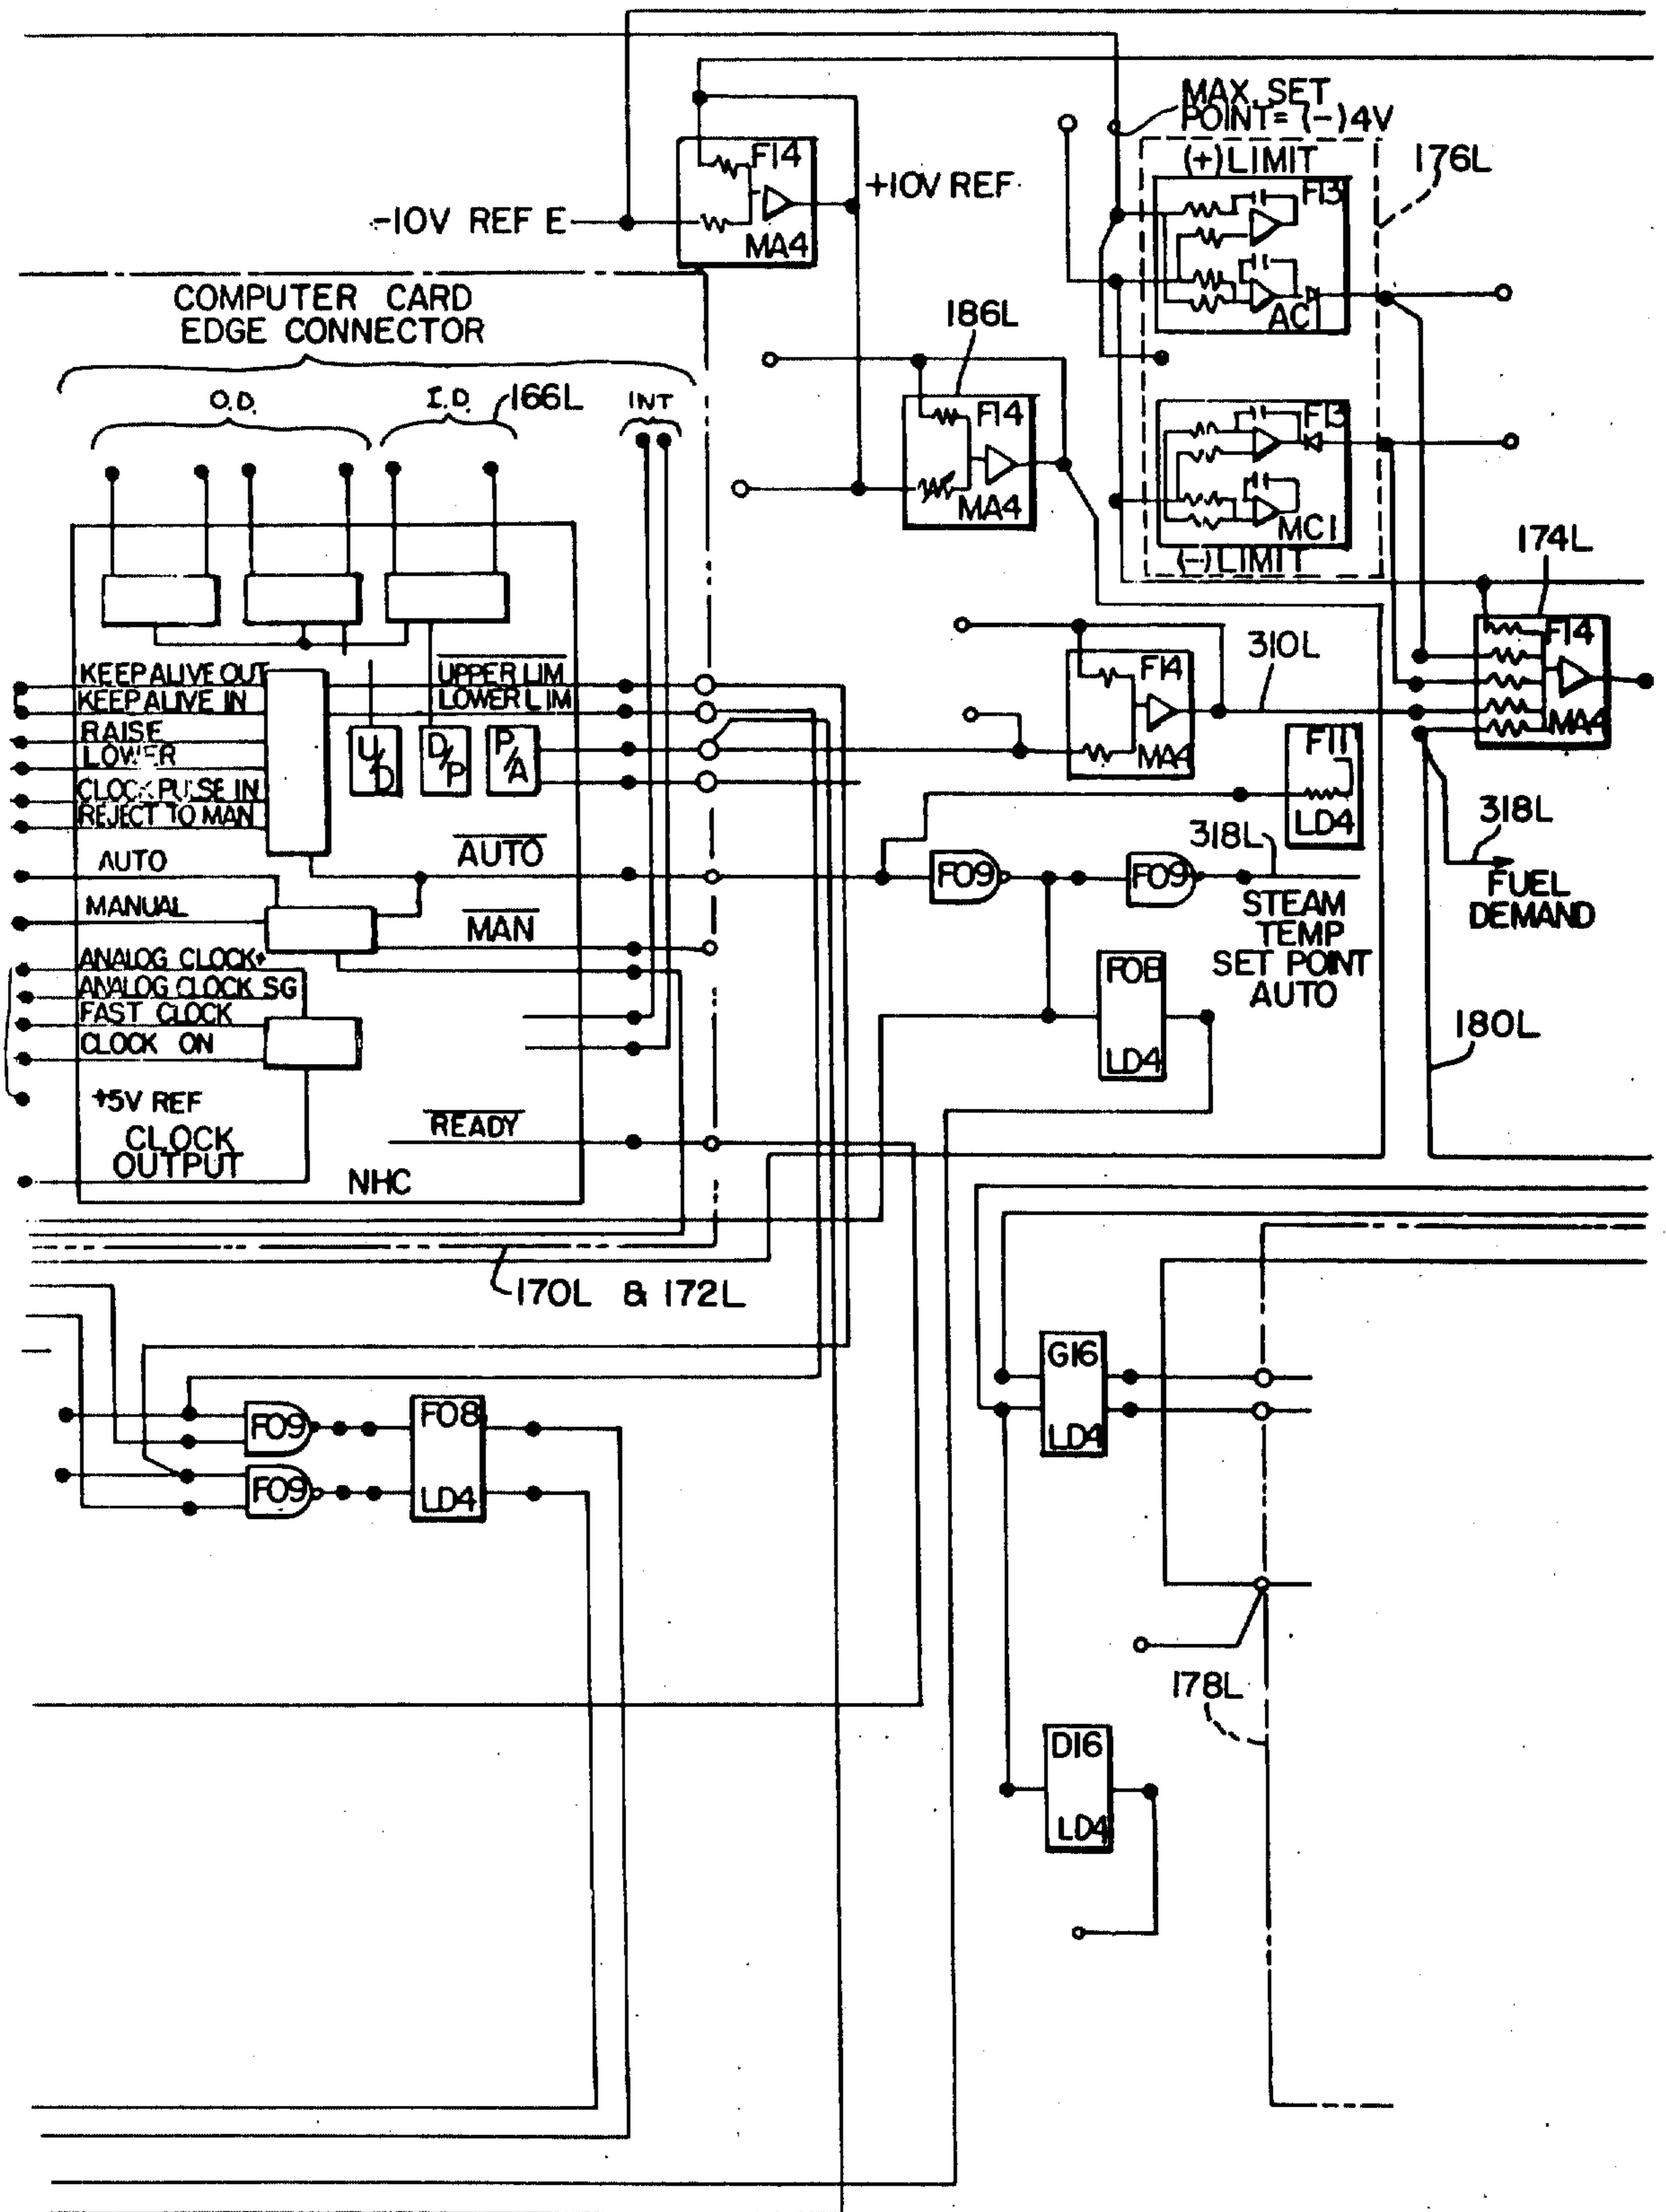 MAX. SET
POINT= (-)4V
(+)LIMIT
176L
F14
F13
+10V REF
-10V REF E
MA4
COMPUTER CARD
EDGE CONNECTOR
AC1
186L
O.D.
I.D.
166L
INT
F14
F13
MA4
MC1
(-)LIMIT
174L
F14
MA4
310L
F14
MA4
KEEP ALIVE OUT
UPPER LIM
KEEP ALIVE IN
LOWER LIM
RAISE
LOWER
U/D
D/P
P/A
CLOCK PULSE IN
REJECT TO MAN
F11
LD4
318L
AUTO
AUTO
318L
FUEL
DEMAND
F09
F09
MANUAL
MAN
STEAM
TEMP
SET POINT
AUTO
ANALOG CLOCK+
ANALOG CLOCK SG
FAST CLOCK
CLOCK ON
LD4
180L
+5V REF
READY
CLOCK
OUTPUT
NHC
170L & 172L
G16
LD4
F09
F08
F09
LD4
178L
D16
LD4